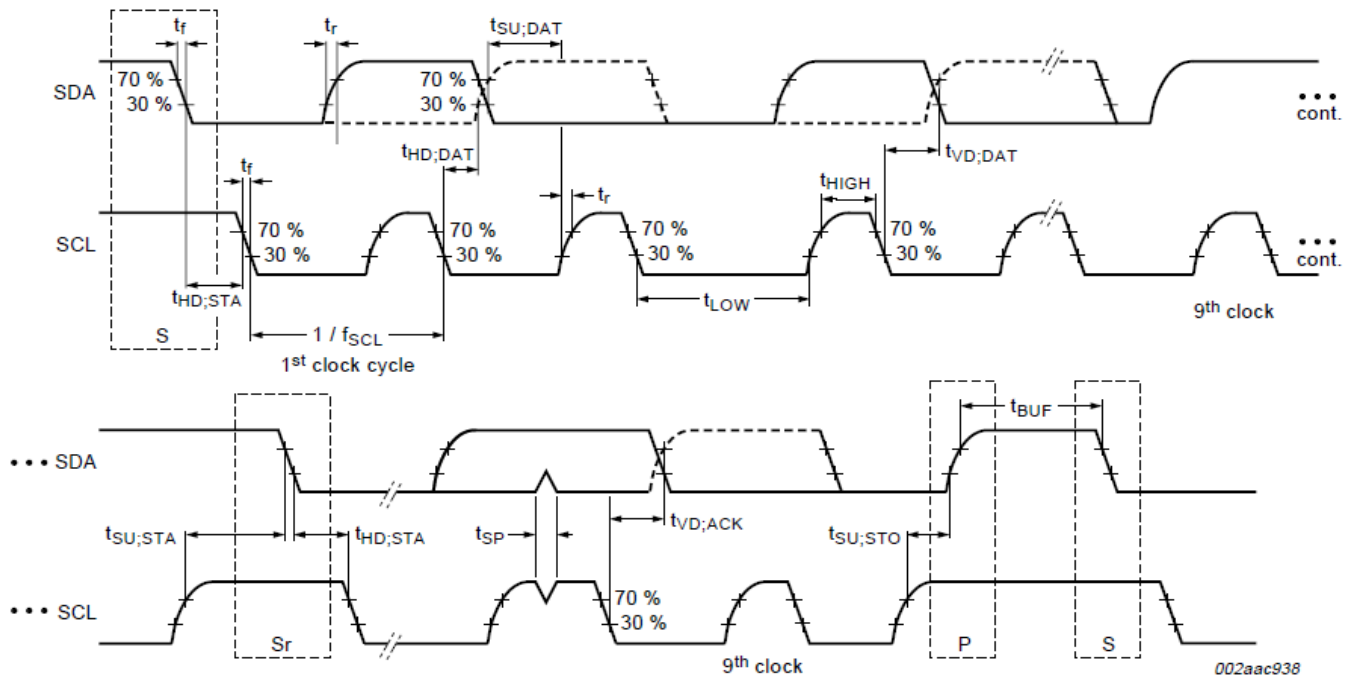 tf tr tSU;DAT
70 % 70 %
SDA
30 % 30 %
• • •
cont.
tHD;DAT tVD;DAT
tf tHIGH
tr
70 % 70 % 70 % 70 %
SCL
30 % 30 % 30 % 30 %
• • •
cont.
tHD;STA tLOW
S 9th clock
1 / fSCL
1st clock cycle
tBUF
• • • SDA
tSU;STA tHD;STA tSP tVD;ACK tSU;STO
70 %
• • • SCL
30 %
Sr P S
9th clock 002aac938